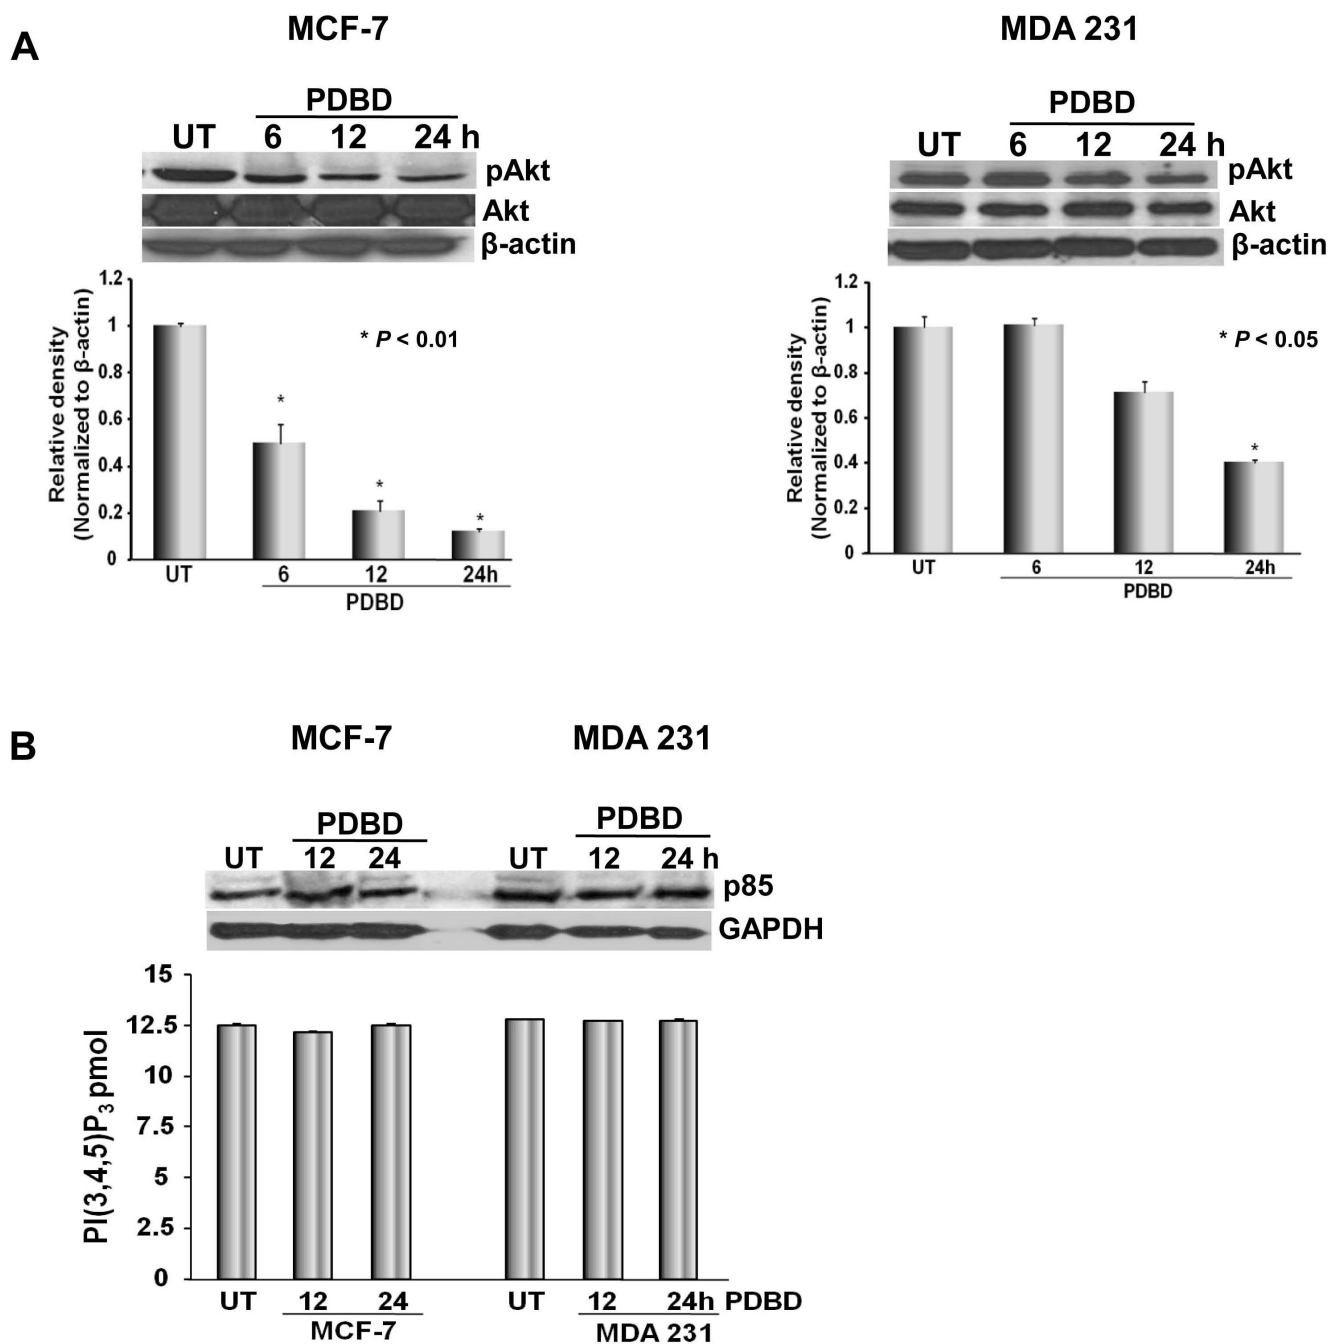 A
MCF-7
PDBD
UT 6 12 24 h
pAkt
Akt
β-actin
Relative density
(Normalized to β-actin)
1.2
1
0.8
0.6
0.4
0.2
0
* P < 0.01
*
*
*
UT 6 12 24h
PDBD
MDA 231
PDBD
UT 6 12 24 h
pAkt
Akt
β-actin
Relative density
(Normalized to β-actin)
1.2
1
0.8
0.6
0.4
0.2
0
* P < 0.05
*
UT 6 12 24h
PDBD
B
MCF-7 MDA 231
PDBD PDBD
UT 12 24 UT 12 24 h
p85
GAPDH
PI(3,4,5)P3 pmol
15
12.5
10
7.5
5
2.5
0
UT 12 24 UT 12 24h PDBD
MCF-7 MDA 231